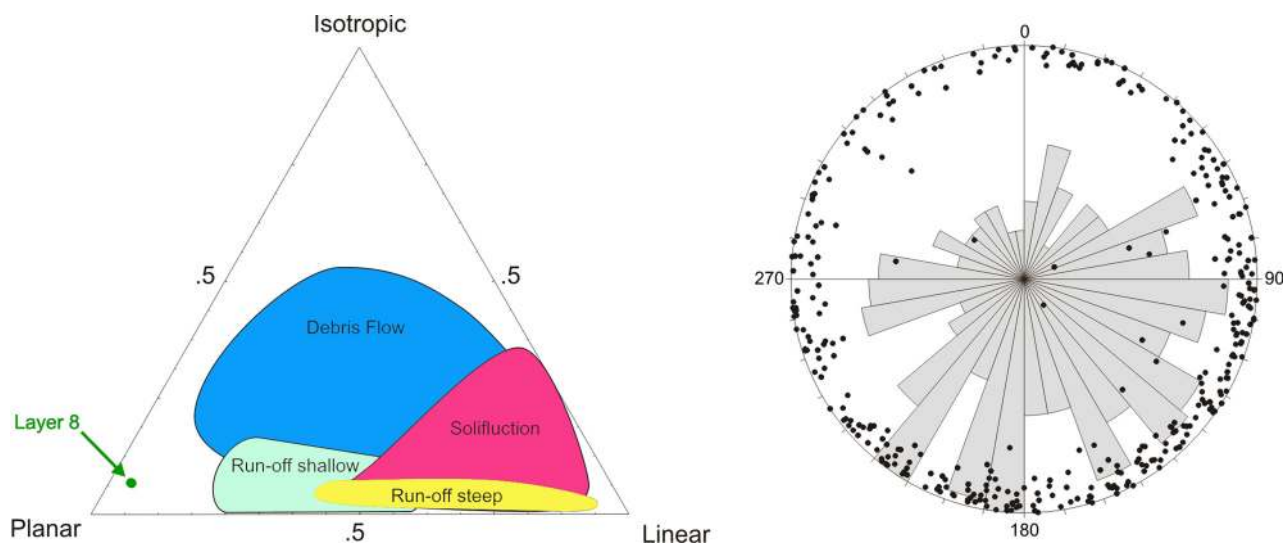 Isotropic
.5
.5
Debris Flow
Layer 8
Solifluction
Run-off shallow
Run-off steep
Planar
.5
Linear
0
270
90
180